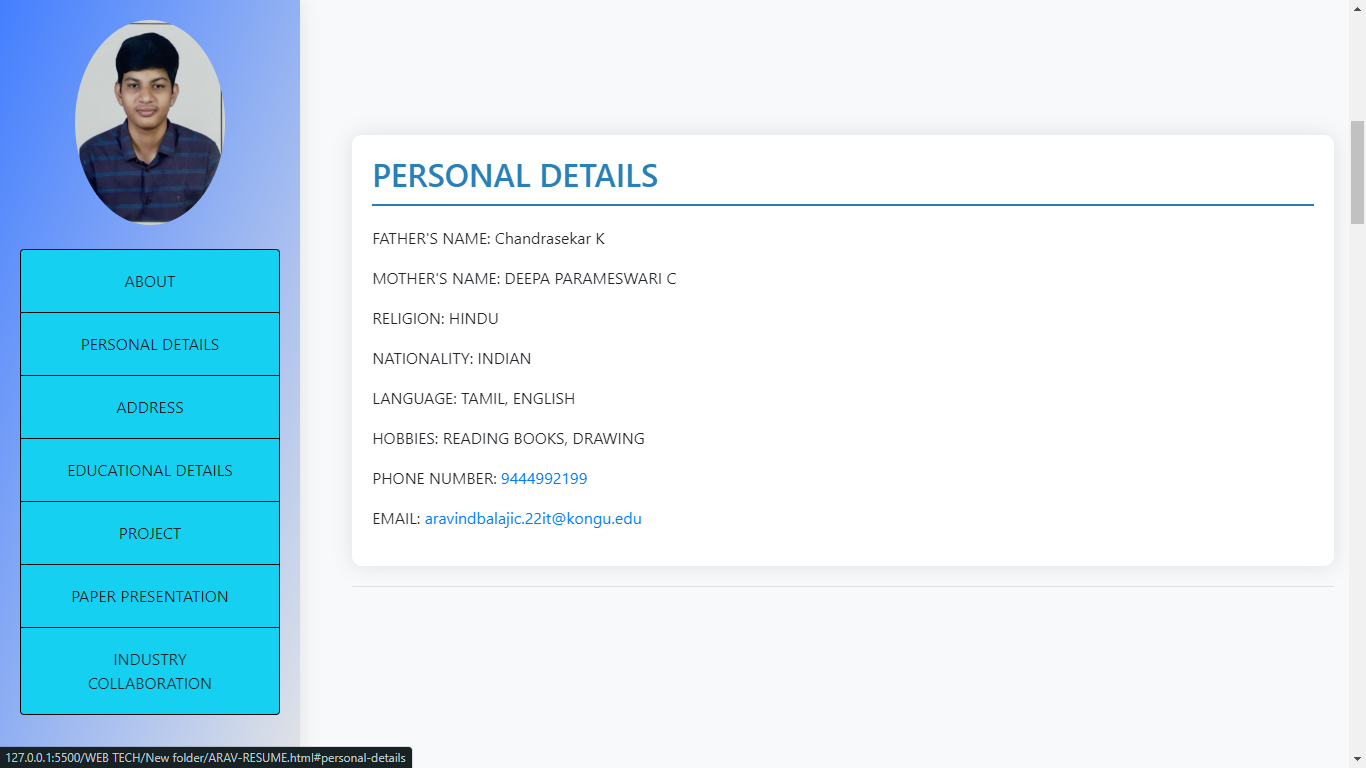 ABOUT
PERSONAL DETAILS
ADDRESS
EDUCATIONAL DETAILS
PROJECT
PAPER PRESENTATION
INDUSTRY
COLLABORATION
PERSONAL DETAILS
FATHER'S NAME: Chandrasekar K
MOTHER'S NAME: DEEPA PARAMESWARI C
RELIGION: HINDU
NATIONALITY: INDIAN
LANGUAGE: TAMIL, ENGLISH
HOBBIES: READING BOOKS, DRAWING
PHONE NUMBER: 9444992199
EMAIL: aravindbalajic.22it@kongu.edu
127.0.0.1:5500/WEB TECH/New folder/ARAV-RESUME.html#personal-details